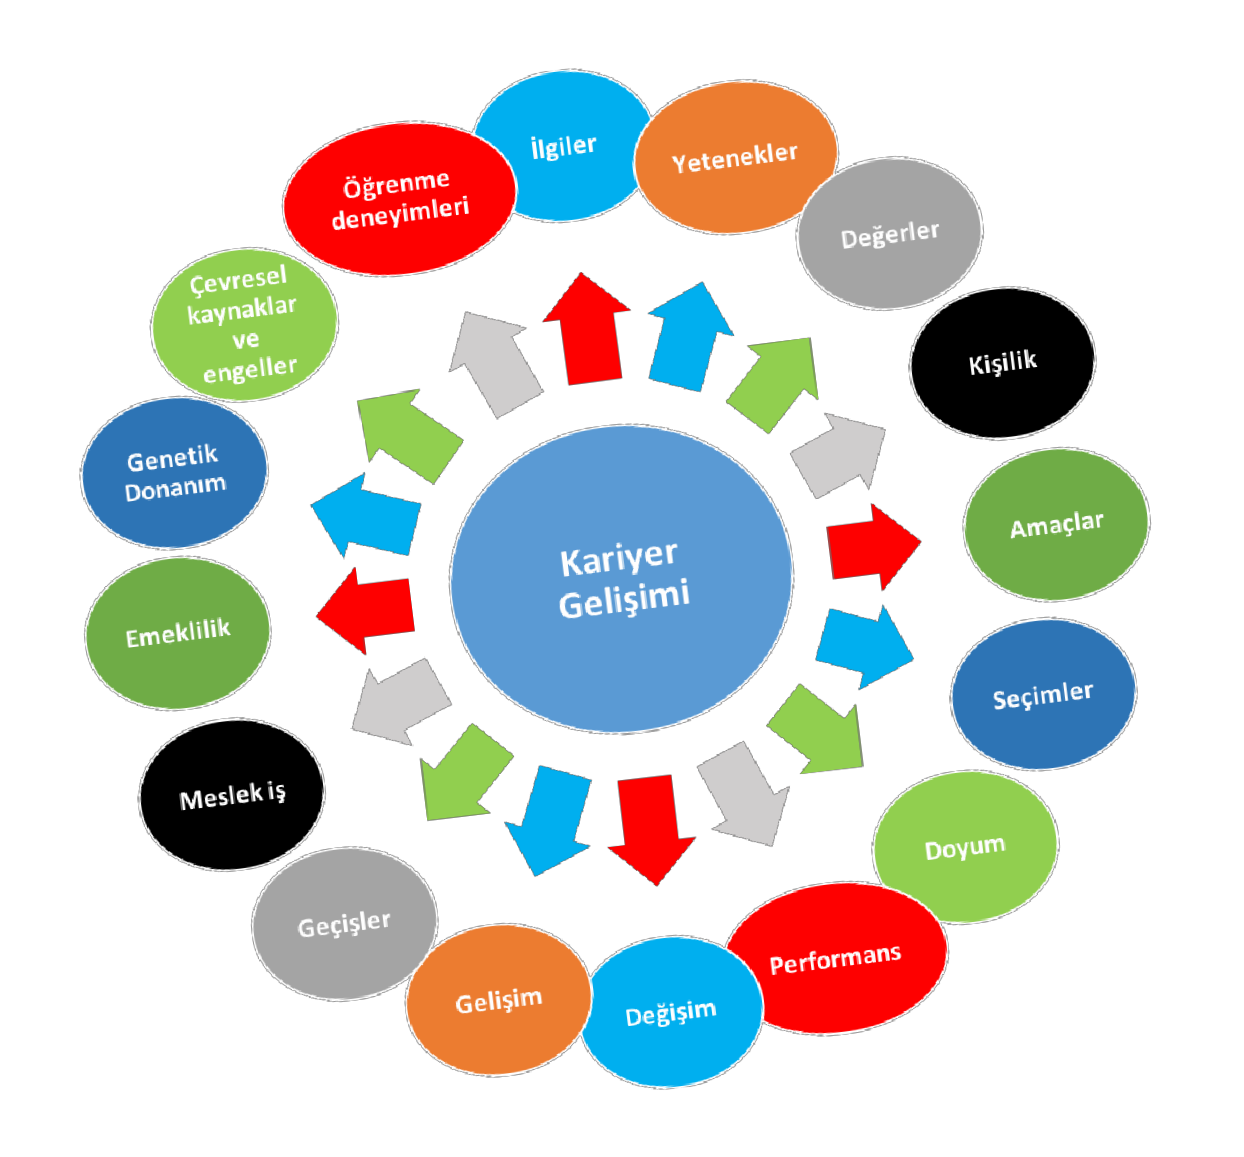 İlgiler
Yetenekler
Değerler
Kişilik
Amaçlar
Seçimler
Doyum
Performans
Değişim
Gelişim
Geçişler
Meslek iş
Emeklilik
Genetik
Donanım
Çevresel
kaynaklar
ve
engeller
Öğrenme
deneyimleri
Kariyer
Gelişimi